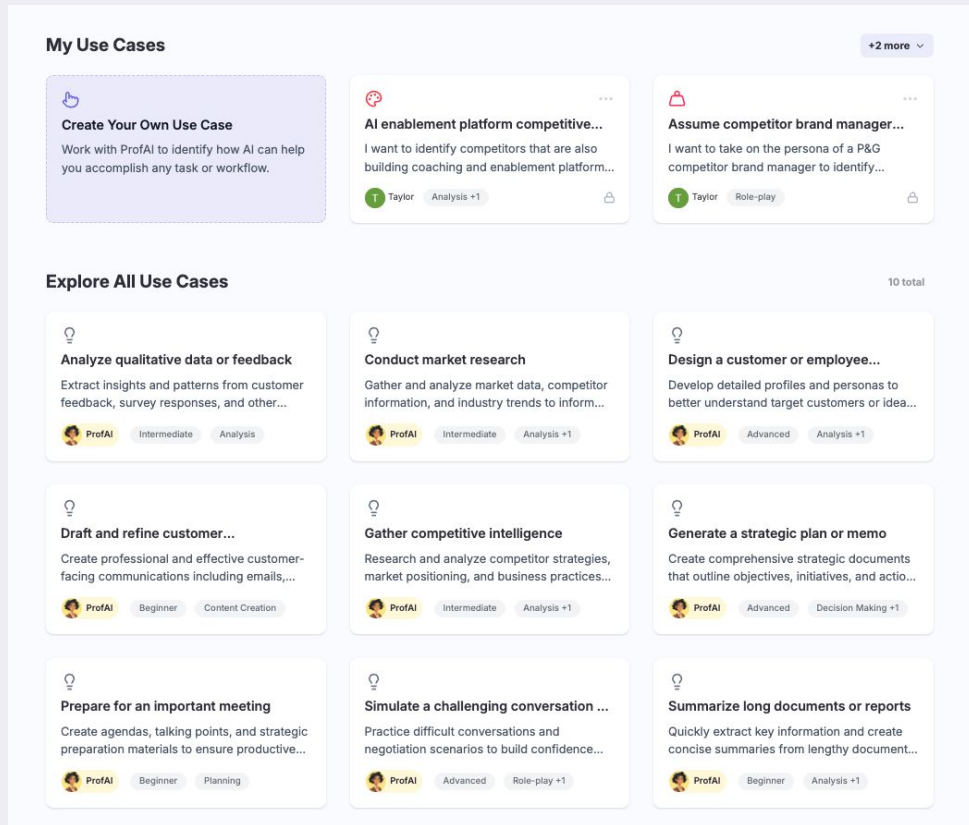 My Use Cases
+2 more
Create Your Own Use Case
Work with ProfAI to identify how AI can help
you accomplish any task or workflow.
AI enablement platform competitive...
I want to identify competitors that are also
building coaching and enablement platform...
T Taylor Analysis +1
Assume competitor brand manager...
I want to take on the persona of a P&G
competitor brand manager to identify...
T Taylor Role-play
Explore All Use Cases
10 total
Analyze qualitative data or feedback
Extract insights and patterns from customer
feedback, survey responses, and other...
ProfAI Intermediate Analysis
Conduct market research
Gather and analyze market data, competitor
information, and industry trends to inform...
ProfAI Intermediate Analysis +1
Design a customer or employee...
Develop detailed profiles and personas to
better understand target customers or idea...
ProfAI Advanced Analysis +1
Draft and refine customer...
Create professional and effective customer-
facing communications including emails,...
ProfAI Beginner Content Creation
Gather competitive intelligence
Research and analyze competitor strategies,
market positioning, and business practices...
ProfAI Intermediate Analysis +1
Generate a strategic plan or memo
Create comprehensive strategic documents
that outline objectives, initiatives, and actio...
ProfAI Advanced Decision Making +1
Prepare for an important meeting
Create agendas, talking points, and strategic
preparation materials to ensure productive...
ProfAI Beginner Planning
Simulate a challenging conversation ...
Practice difficult conversations and
negotiation scenarios to build confidence...
ProfAI Advanced Role-play +1
Summarize long documents or reports
Quickly extract key information and create
concise summaries from lengthy document...
ProfAI Beginner Analysis +1